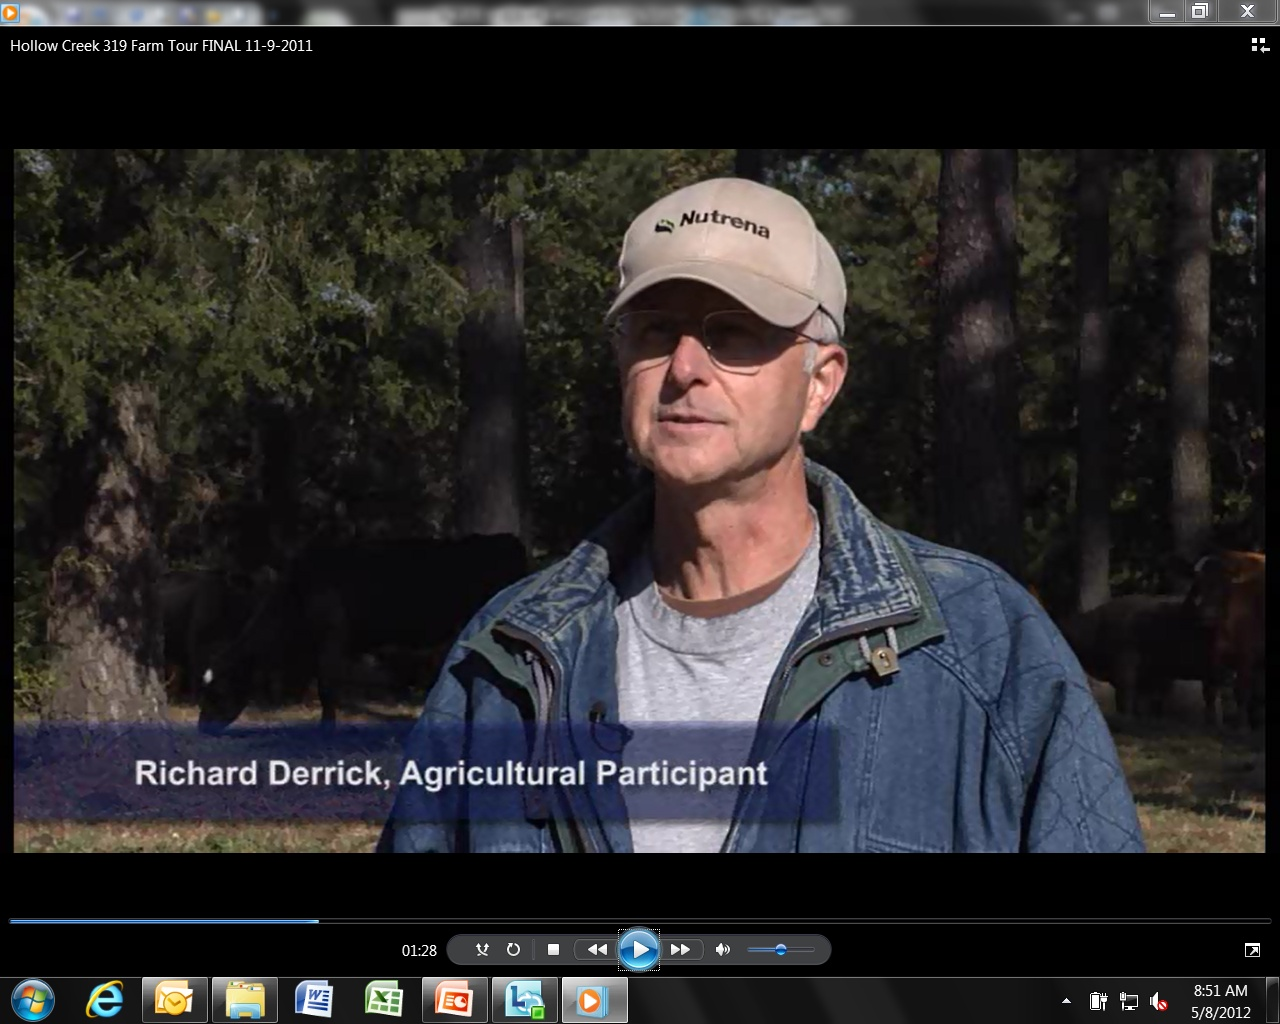 Hollow Creek 319 Farm Tour FINAL 11-9-2011
Nutrena
Richard Derrick, Agricultural Participant
01:28
8:51 AM
5/8/2012